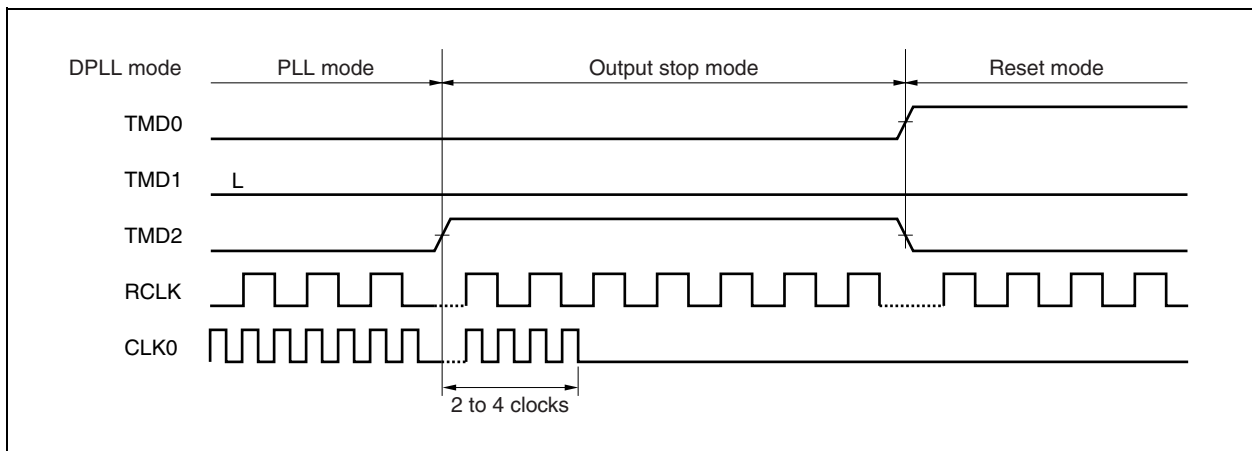 DPLL mode PLL mode Output stop mode Reset mode
TMD0
TMD1 L
TMD2
RCLK
CLK0
2 to 4 clocks